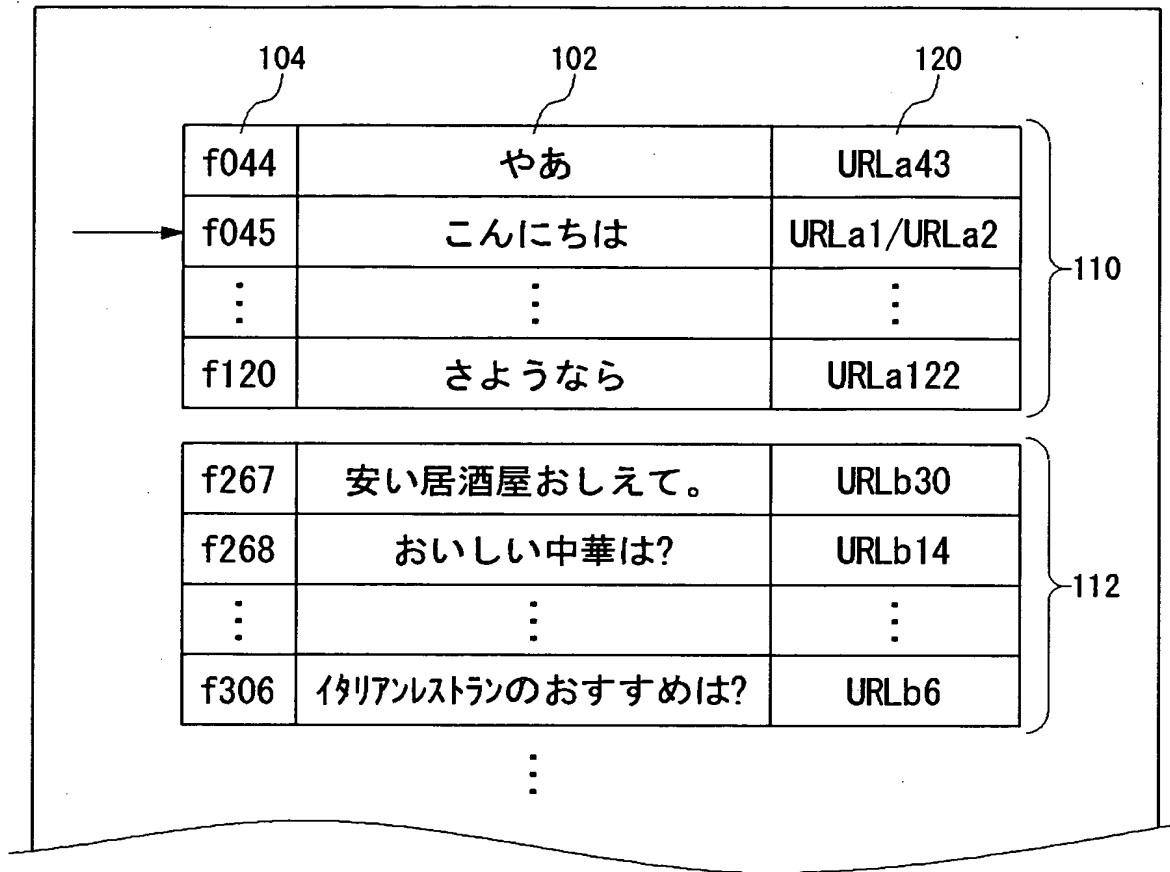 104 102 120
f044 やあ URLa43
f045 こんにちは URLa1/URLa2
⋮ ⋮ ⋮
110
f120 さようなら URLa122
f267 安い居酒屋おしえて。 URLb30
f268 おいしい中華は? URLb14
⋮ ⋮ ⋮
112
f306 ｲﾀﾘｱﾝﾚｽﾄﾗﾝのおすすめは? URLb6
⋮